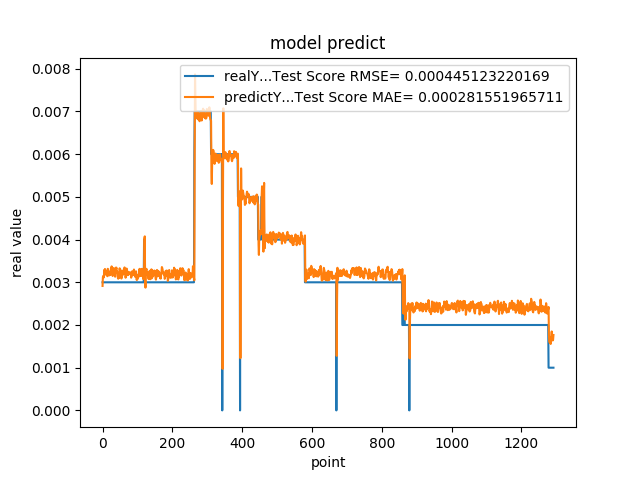 model predict
realY...Test Score RMSE= 0.000445123220169
predictY...Test Score MAE= 0.000281551965711
0.008
0.007
0.006
0.005
0.004
0.003
0.002
0.001
0.000
real value
0 200 400 600 800 1000 1200
point